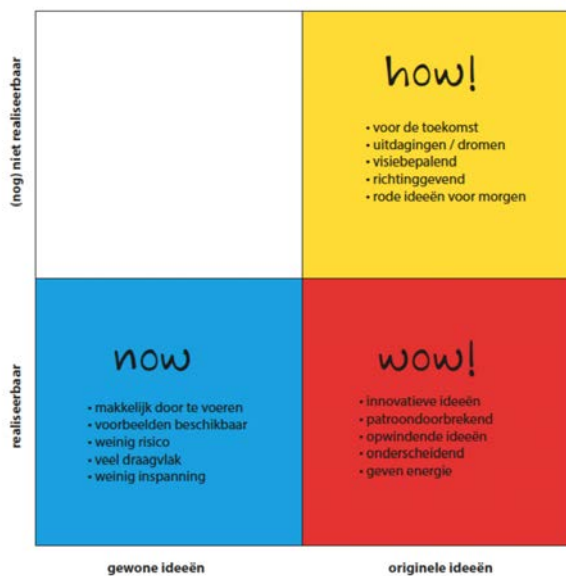 (nog) niet realiseerbaar
how!
• voor de toekomst
• uitdagingen / dromen
• visiebepalend
• richtinggevend
• rode ideeën voor morgen
realiseerbaar
now
• makkelijk door te voeren
• voorbeelden beschikbaar
• weinig risico
• veel draagvlak
• weinig inspanning
wow!
• innovatieve ideeën
• patroondoorbrekend
• opwindende ideeën
• onderscheidend
• geven energie
gewone ideeën
originele ideeën